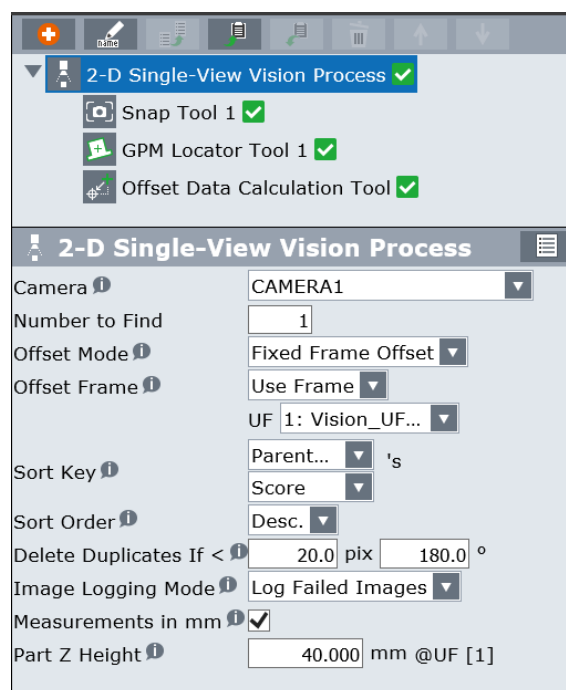 name
2-D Single-View Vision Process
Snap Tool 1
GPM Locator Tool 1
Offset Data Calculation Tool
2-D Single-View Vision Process
Camera CAMERA1
Number to Find 1
Offset Mode Fixed Frame Offset
Offset Frame Use Frame
UF 1: Vision_UF...
Parent... 's
Sort Key
Score
Sort Order Desc.
Delete Duplicates If < 20.0 pix 180.0 °
Image Logging Mode Log Failed Images
Measurements in mm
Part Z Height 40.000 mm @UF [1]